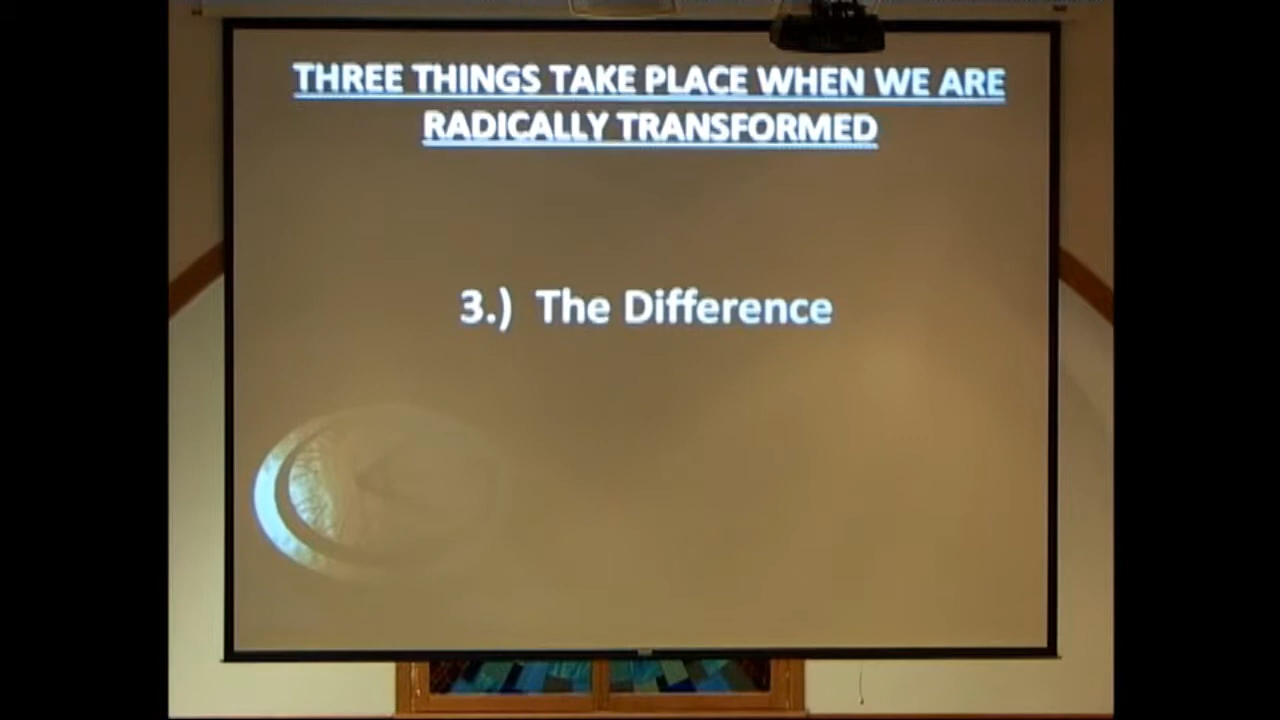 THREE THINGS TAKE PLACE WHEN WE ARE
RADICALLY TRANSFORMED
3.) The Difference